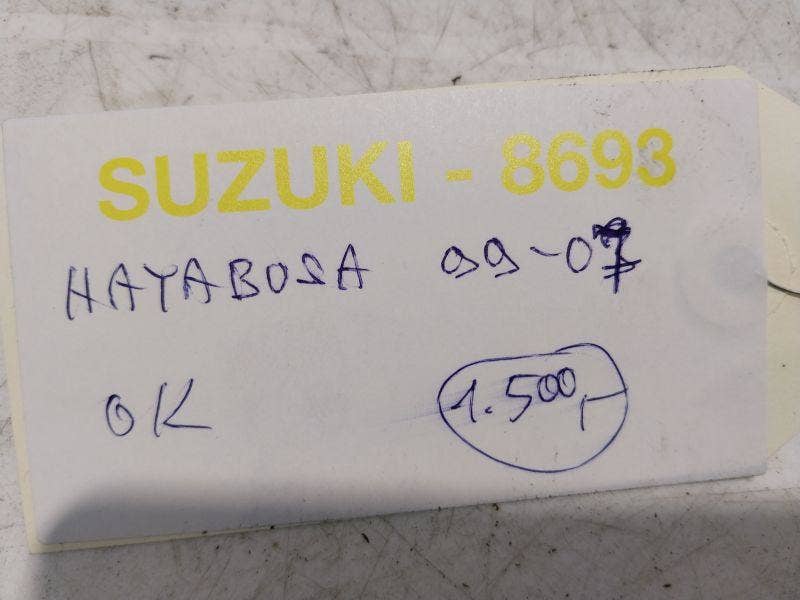 SUZUKI - 8693
HAYABOSA 99-07
OK 1.500,-